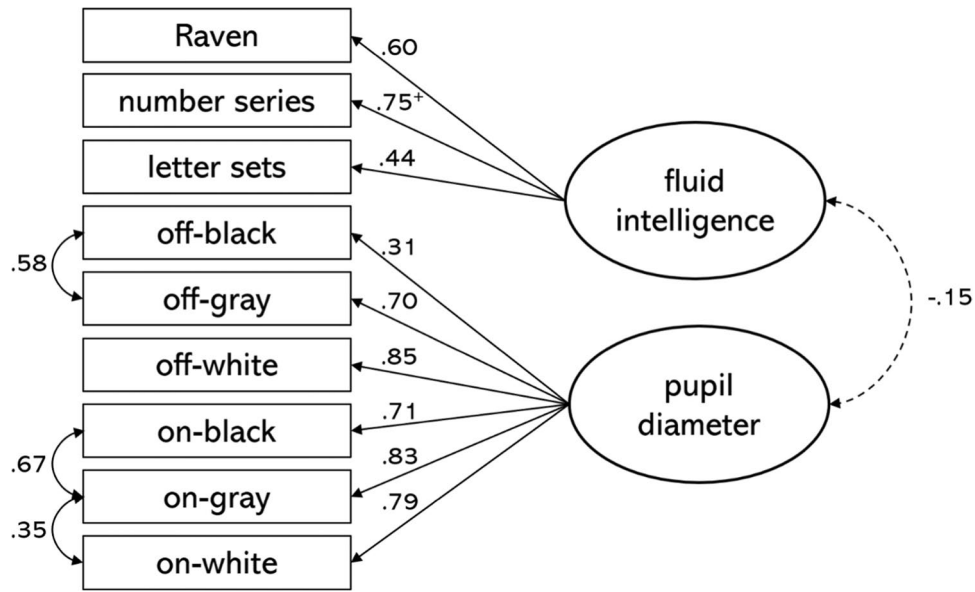 Raven
.60
number series
.75+
letter sets
.44
fluid
intelligence
off-black
.31
.58
off-gray
.70
-.15
off-white
.85
pupil
diameter
on-black
.71
.67
on-gray
.83
.35
on-white
.79